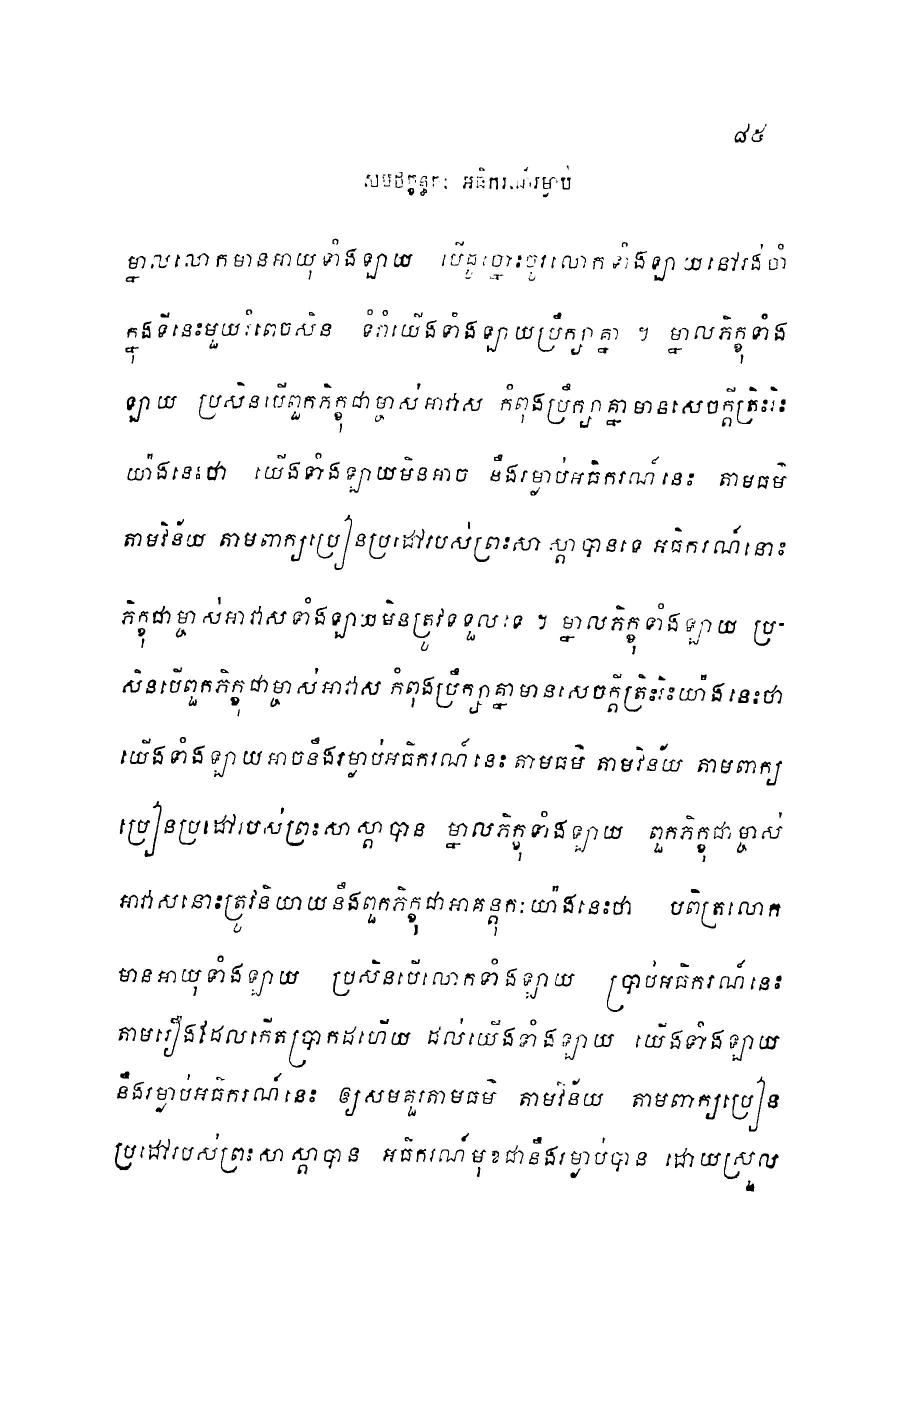 ៨៥
សមថក្ខន្ធកៈ អធិករណ៍រម្ងាប់
ម្នាលលោកមានអាយុទាំងឡាយ បើដូច្នោះចូរលោកទាំងឡាយនៅរង់ចាំ
ក្នុងទីនេះមួយរំពេចសិន ទំរាំយើងទាំងឡាយប្រឹក្សាគ្នា ។ ម្នាលភិក្ខុទាំង
ឡាយ ប្រសិនបើពួកភិក្ខុជាម្ចាស់អាវាស កំពុងប្រឹក្សាគ្នាមានសេចក្តីត្រិះរិះ
យ៉ាងនេះថា យើងទាំងឡាយមិនអាច នឹងរម្ងាប់អធិករណ៍នេះ តាមធម៌
តាមវិន័យ តាមពាក្យប្រៀនប្រដៅរបស់ព្រះសាស្តាបានទេ អធិករណ៍នោះ
ភិក្ខុជាម្ចាស់អាវាសទាំងឡាយមិនត្រូវទទួលទេ ។ ម្នាលភិក្ខុទាំងឡាយ ប្រ-
សិនបើពួកភិក្ខុជាម្ចាស់អាវាស កំពុងប្រឹក្សាគ្នាមានសេចក្តីត្រិះរិះយ៉ាងនេះថា
យើងទាំងឡាយអាចនឹងរម្ងាប់អធិករណ៍នេះ តាមធម៌ តាមវិន័យ តាមពាក្យ
ប្រៀនប្រដៅរបស់ព្រះសាស្តាបាន ម្នាលភិក្ខុទាំងឡាយ ពួកភិក្ខុជាម្ចាស់
អាវាសនោះត្រូវនិយាយនឹងពួកភិក្ខុជាអាគន្តុកៈយ៉ាងនេះថា បពិត្រលោក
មានអាយុទាំងឡាយ ប្រសិនបើលោកទាំងឡាយ ប្រាប់អធិករណ៍នេះ
តាមរឿងដែលកើតប្រាកដហើយ ដល់យើងទាំងឡាយ យើងទាំងឡាយ
នឹងរម្ងាប់អធិករណ៍នេះ ឲ្យសមគួរតាមធម៌ តាមវិន័យ តាមពាក្យប្រៀន
ប្រដៅរបស់ព្រះសាស្តាបាន អធិករណ៍មុខជានឹងរម្ងាប់បាន ដោយស្រួល